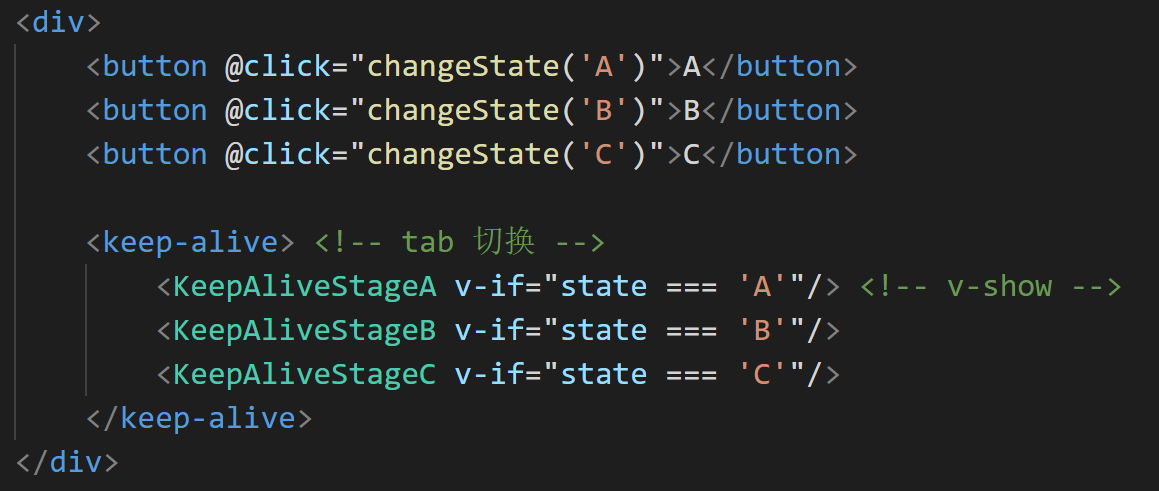 <div>
<button @click="changeState('A')">A</button>
<button @click="changeState('B')">B</button>
<button @click="changeState('C')">C</button>
<keep-alive> <!-- tab 切换 -->
<KeepAliveStageA v-if="state === 'A'"/> <!-- v-show -->
<KeepAliveStageB v-if="state === 'B'"/>
<KeepAliveStageC v-if="state === 'C'"/>
</keep-alive>
</div>